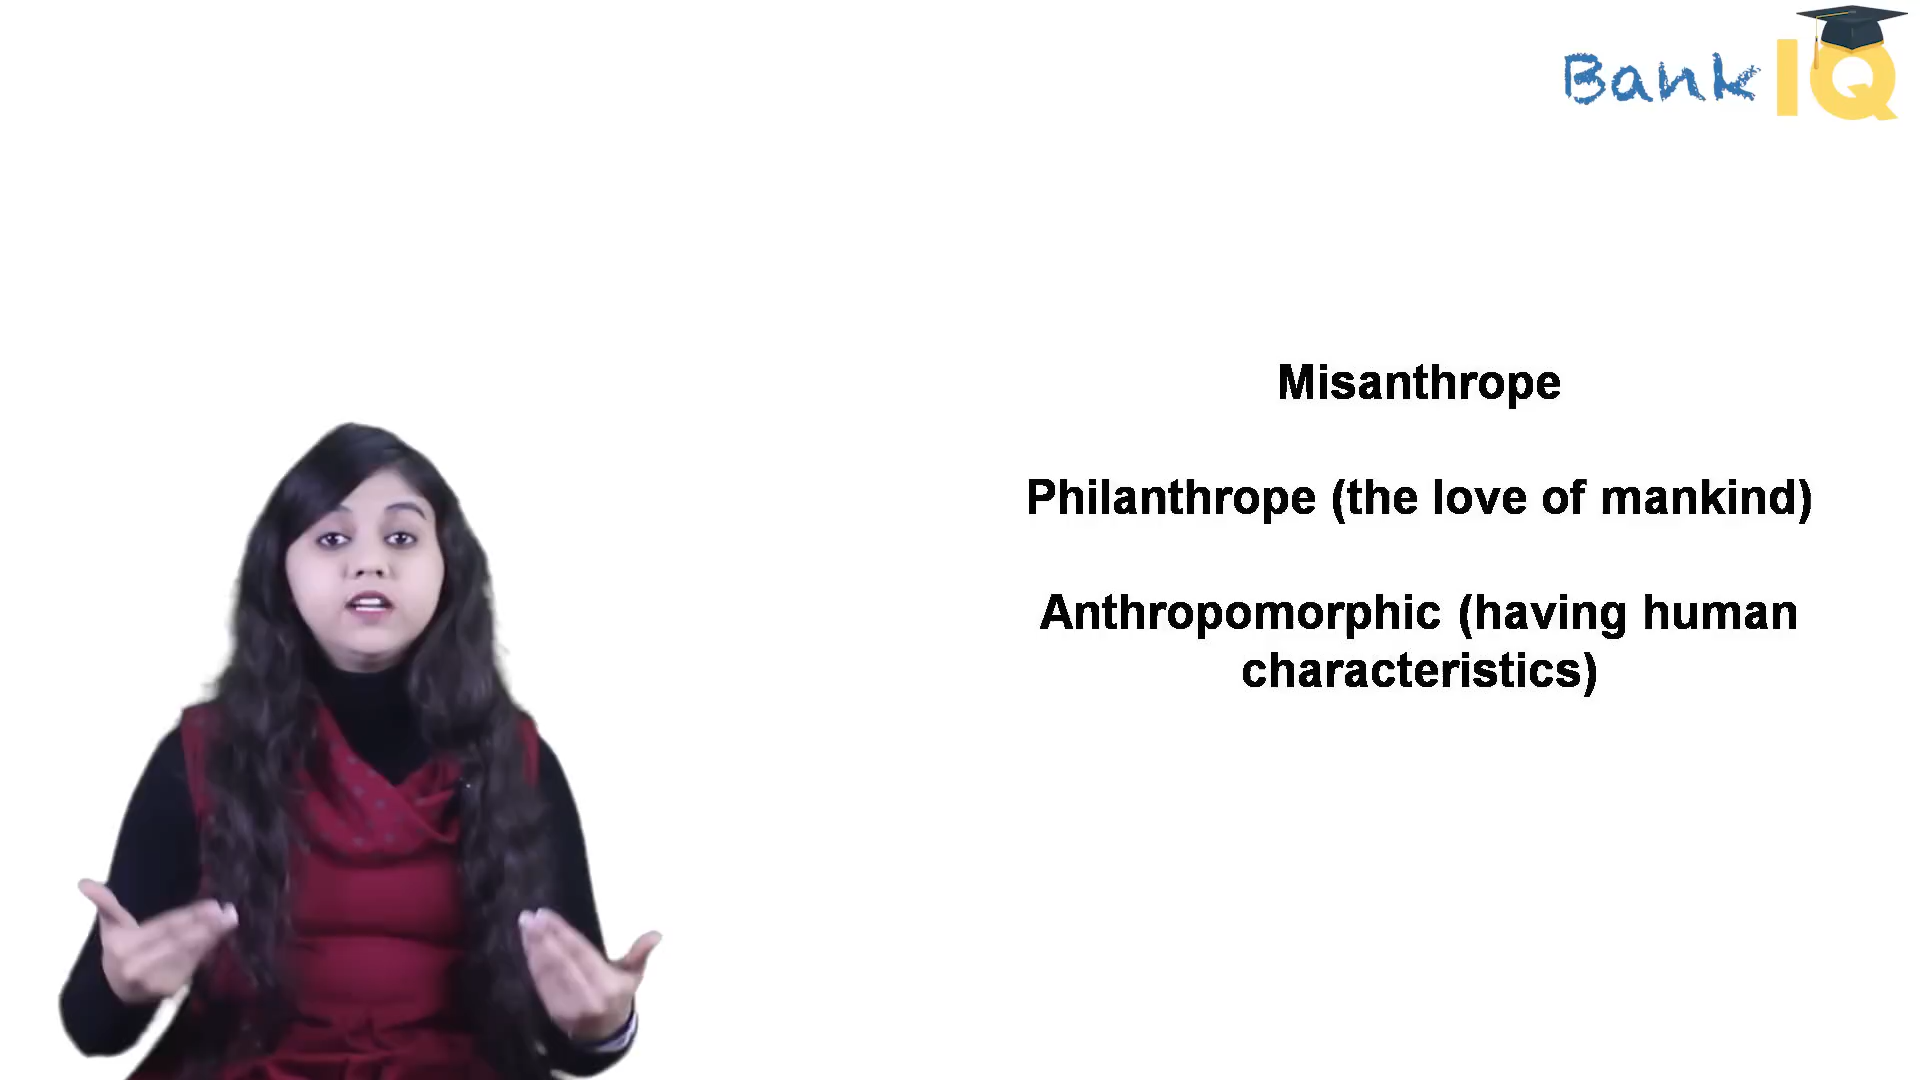 Bank IQ
Misanthrope
Philanthrope (the love of mankind)
Anthropomorphic (having human
characteristics)